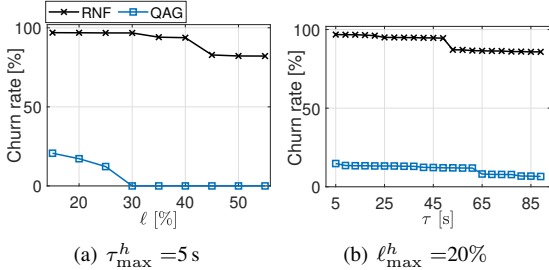 RNF QAG
100
50
0
Churn rate [%]
20 30 40 50
ℓ [%]
(a) τ^h_max =5 s
100
50
0
Churn rate [%]
5 25 45 65 85
τ [s]
(b) ℓ^h_max =20%